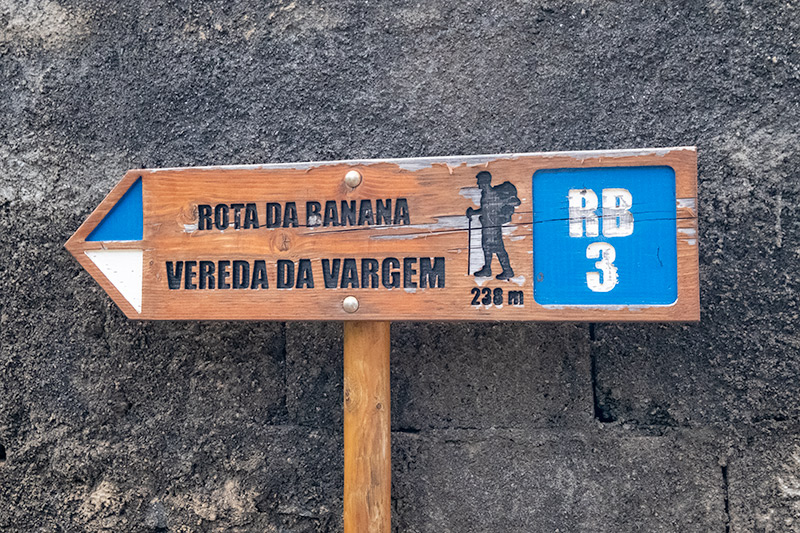 ROTA DA BANANA
VEREDA DA VARGEM
238 m
RB
3